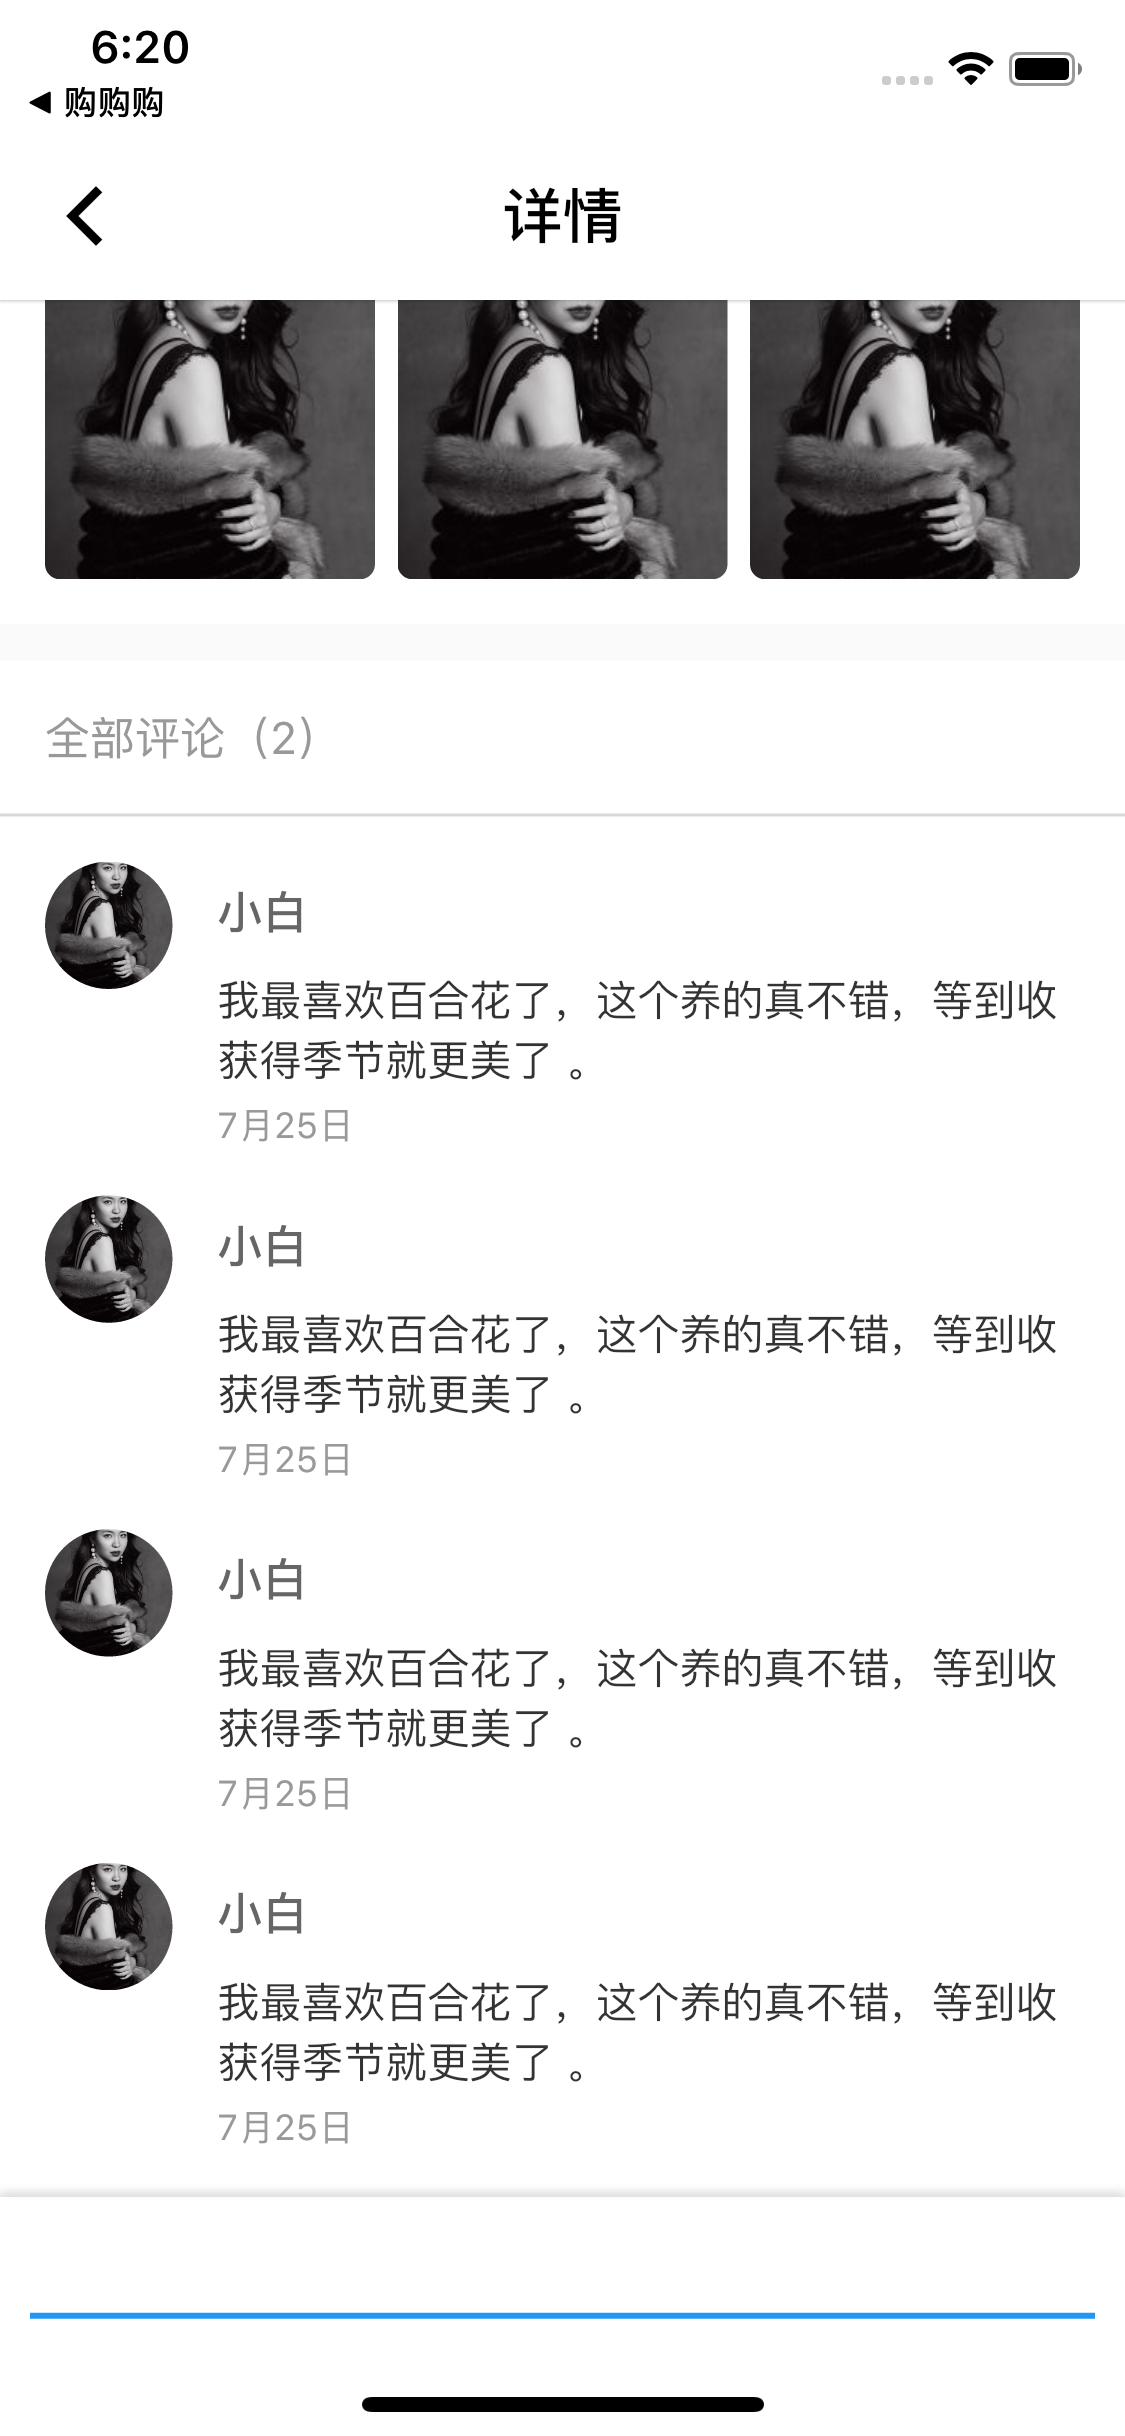 6:20
◀ 购购购
详情
全部评论（2）
小白
我最喜欢百合花了，这个养的真不错，等到收
获得季节就更美了 。
7月25日
小白
我最喜欢百合花了，这个养的真不错，等到收
获得季节就更美了 。
7月25日
小白
我最喜欢百合花了，这个养的真不错，等到收
获得季节就更美了 。
7月25日
小白
我最喜欢百合花了，这个养的真不错，等到收
获得季节就更美了 。
7月25日